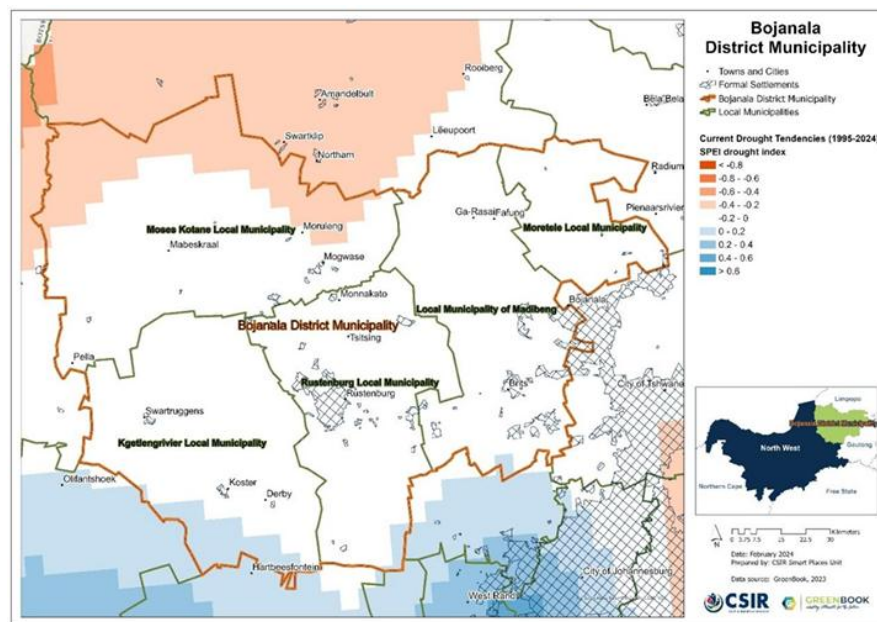 Bojanala
District Municipality
Towns and Cities
Formal Settlements
Bojanala District Municipality
Local Municipalities
Current Drought Tendencies (1995-2024)
SPEI drought index
< -0.8
-0.8 - -0.6
-0.6 - -0.4
-0.4 - -0.2
-0.2 - 0
0 - 0.2
0.2 - 0.4
0.4 - 0.6
> 0.6
Rooiberg
Amandelbult
Bela Bela
Swartklip
Leeupoort
Northam
Radium
Ga-Rasai
Fafung
Pienaarsrivier
Moses Kotane Local Municipality
Moruleng
Moretele Local Municipality
Mabeskraal
Mogwase
Monnakato
Local Municipality of Madibeng
Bojanala
Bojanala District Municipality
Tsitsing
Pella
Rustenburg Local Municipality
Brits
City of Tshwane
Rustenburg
Swartruggens
Kgetlengrivier Local Municipality
Olifantshoek
Koster
Derby
Hartbeesfontein
City of Johannesburg
West Rand
Limpopo
Bojanala District Municipality
North West
Gauteng
Northern Cape
Free State
Kilometers
0 3.75 7.5 15 22.5 30
N
Date: February 2024
Prepared by: CSIR Smart Places Unit
Data source: GreenBook, 2023
CSIR
GREENBOOK